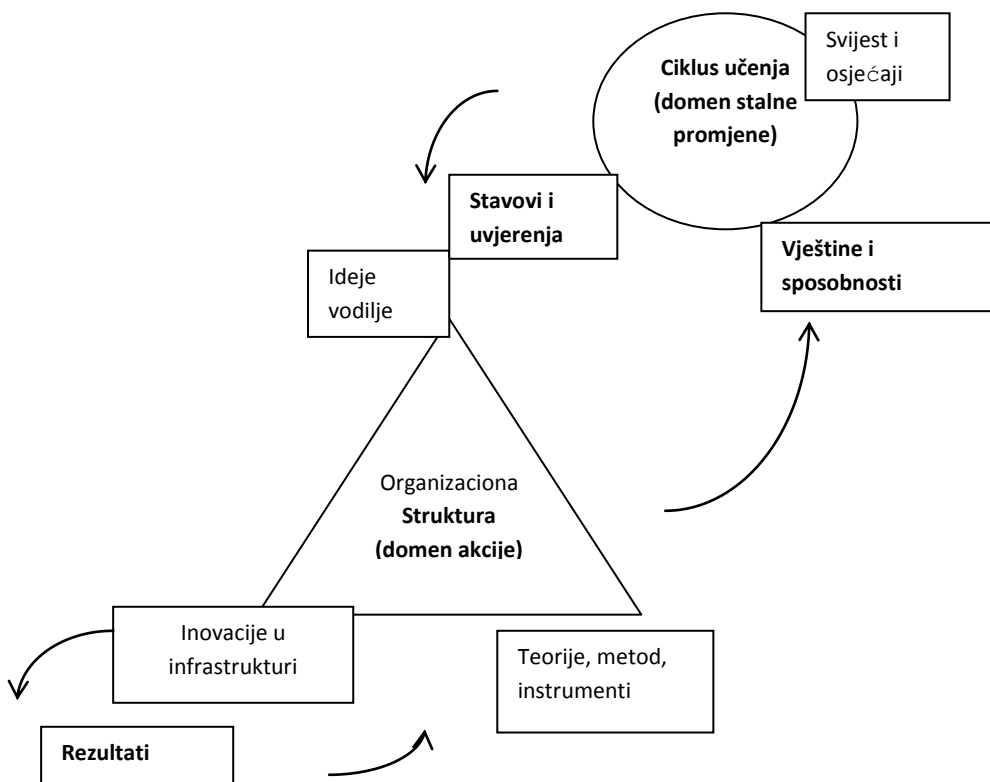 Svijest i
osjećaji
Ciklus učenja
(domen stalne
promjene)
Stavovi i
uvjerenja
Vještine i
sposobnosti
Ideje
vodilje
Organizaciona
Struktura
(domen akcije)
Inovacije u
infrastrukturi
Teorije, metod,
instrumenti
Rezultati